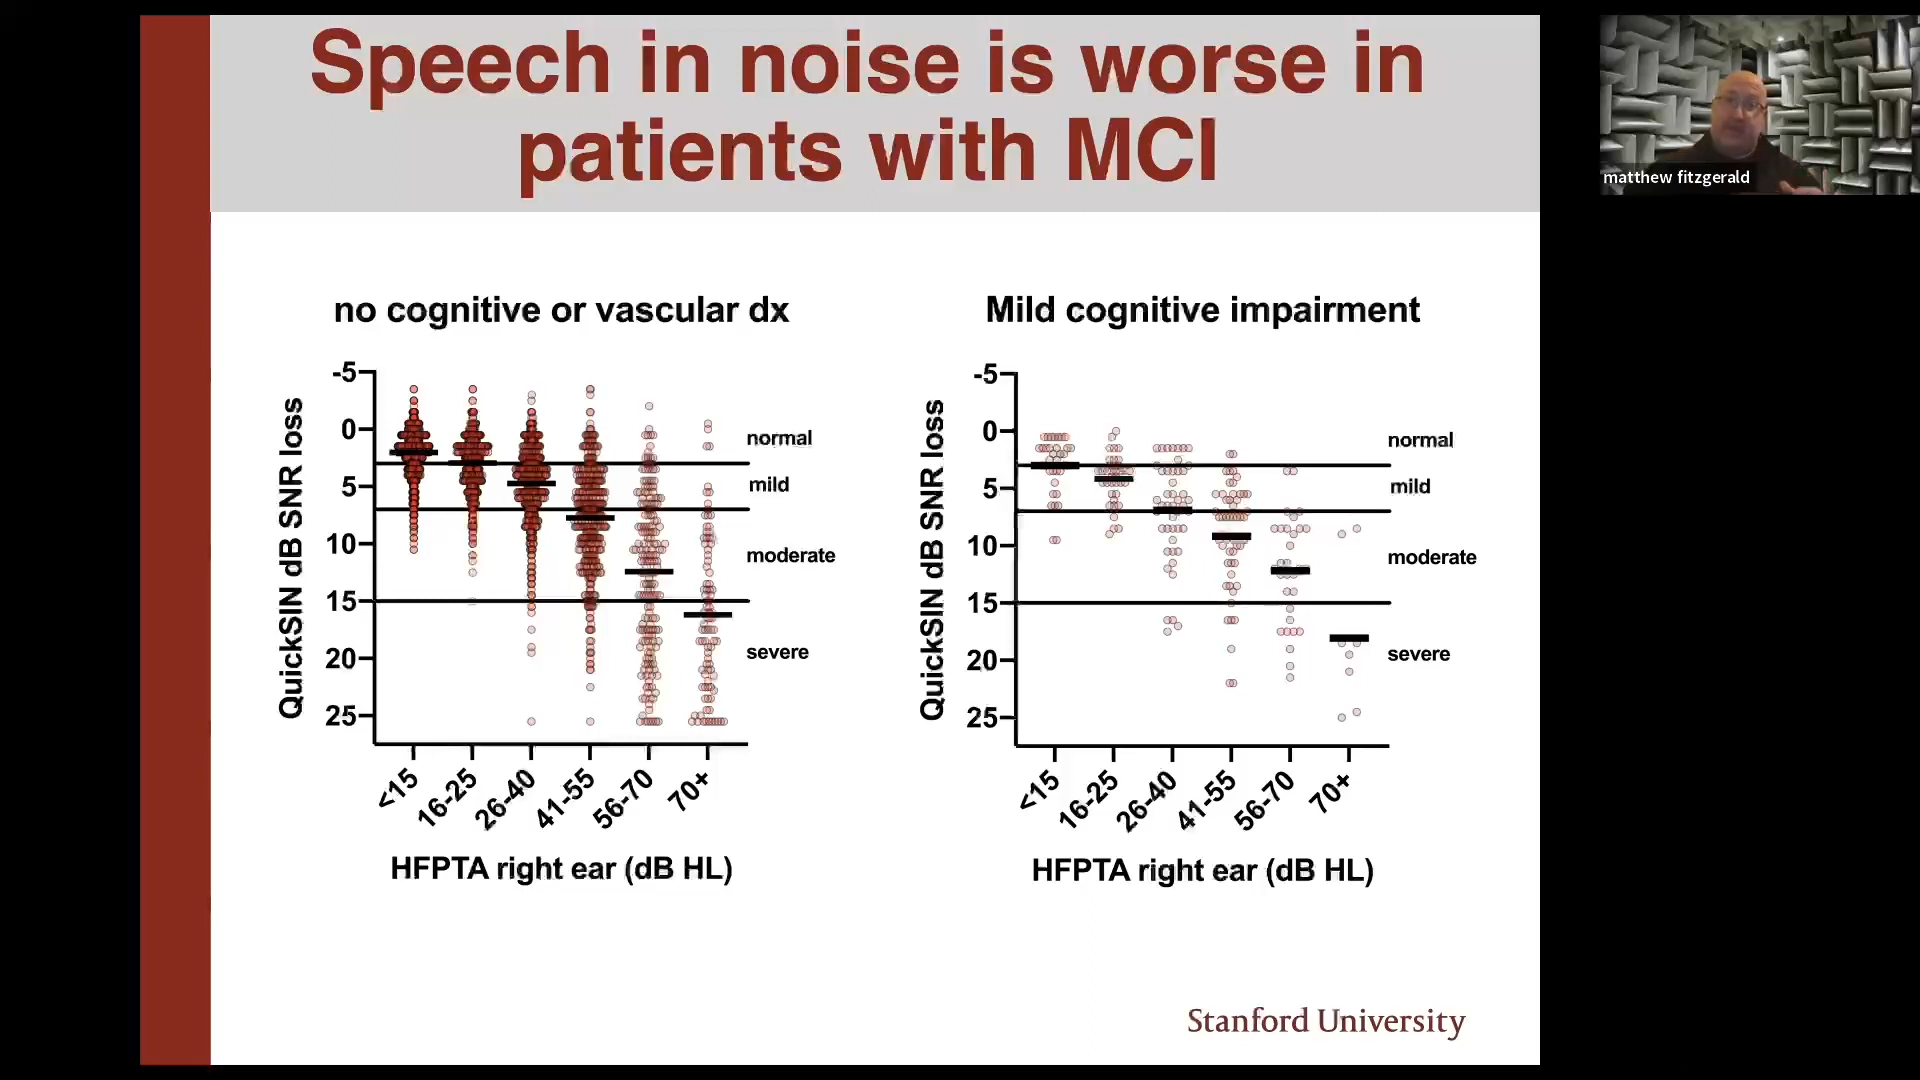 Speech in noise is worse in
patients with MCI
matthew fitzgerald
no cognitive or vascular dx
QuickSIN dB SNR loss
-5
0
5
10
15
20
25
normal
mild
moderate
severe
<15
16-25
26-40
41-55
56-70
70+
HFPTA right ear (dB HL)
Mild cognitive impairment
QuickSIN dB SNR loss
-5
0
5
10
15
20
25
normal
mild
moderate
severe
<15
16-25
26-40
41-55
56-70
70+
HFPTA right ear (dB HL)
Stanford University